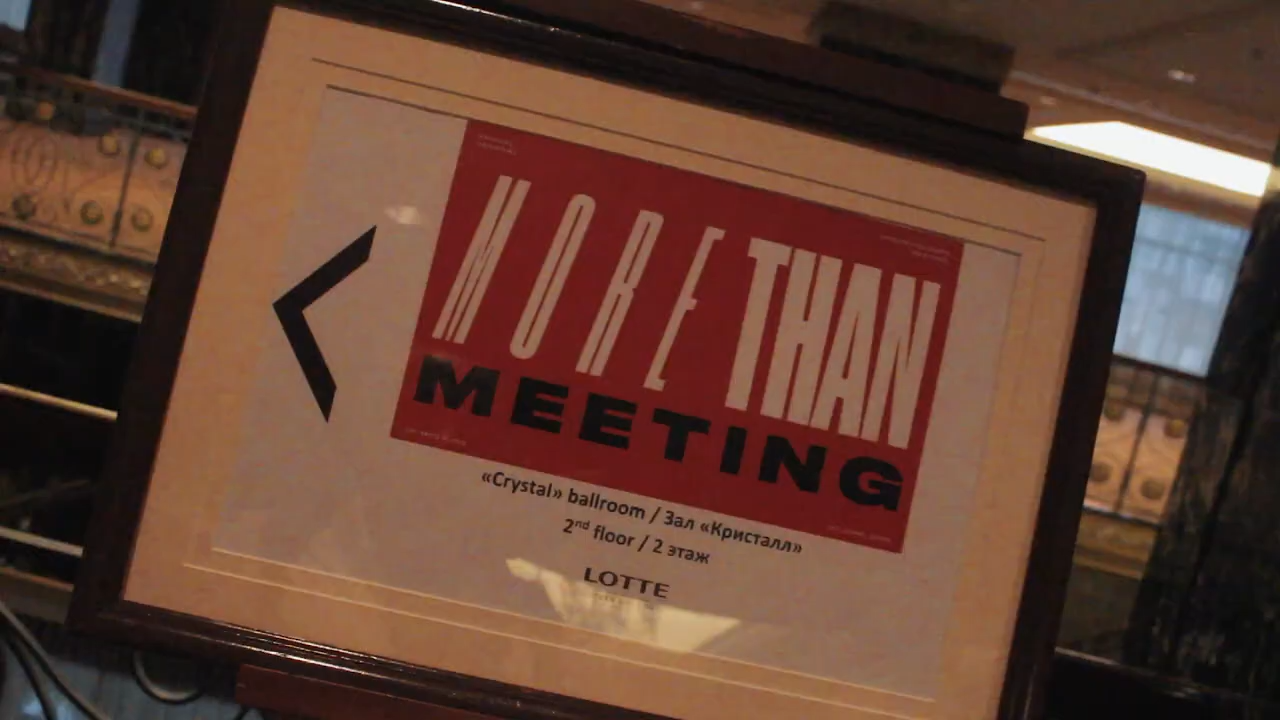 MORE THAN
MEETING
«Crystal» ballroom / Зал «Кристалл»
2nd floor / 2 этаж
LOTTE